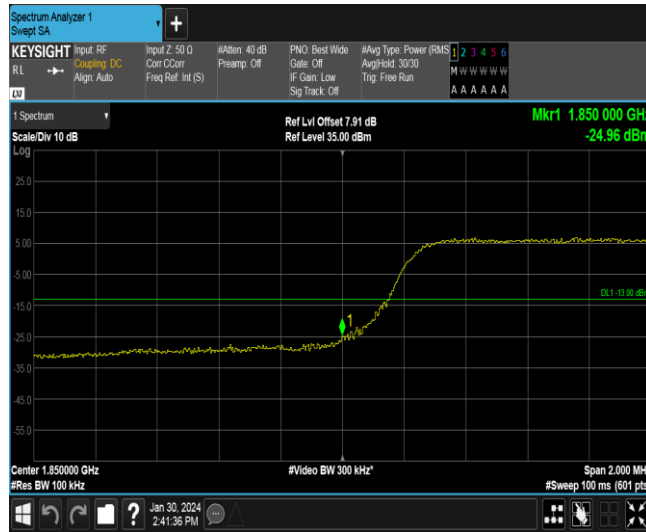 Spectrum Analyzer 1
Swept SA
+
KEYSIGHT
RL
LXI
Input: RF
Coupling: DC
Align: Auto
Input Z: 50 Ω
Corr CCorr
Freq Ref: Int (S)
#Atten: 40 dB
Preamp: Off
PNO: Best Wide
Gate: Off
IF Gain: Low
Sig Track: Off
#Avg Type: Power (RMS
Avg|Hold: 30/30
Trig: Free Run
1 2 3 4 5 6
M W W W W W
A A A A A A
1 Spectrum
Scale/Div 10 dB
Log
Ref Lvl Offset 7.91 dB
Ref Level 35.00 dBm
Mkr1 1.850 000 GHz
-24.96 dBm
25.0
15.0
5.00
-5.00
-15.0
-25.0
-35.0
-45.0
-55.0
DL1 -13.00 dBm
1
Center 1.850000 GHz
#Res BW 100 kHz
#Video BW 300 kHz*
Span 2.000 MH
#Sweep 100 ms (601 pts
?
Jan 30, 2024
2:41:36 PM